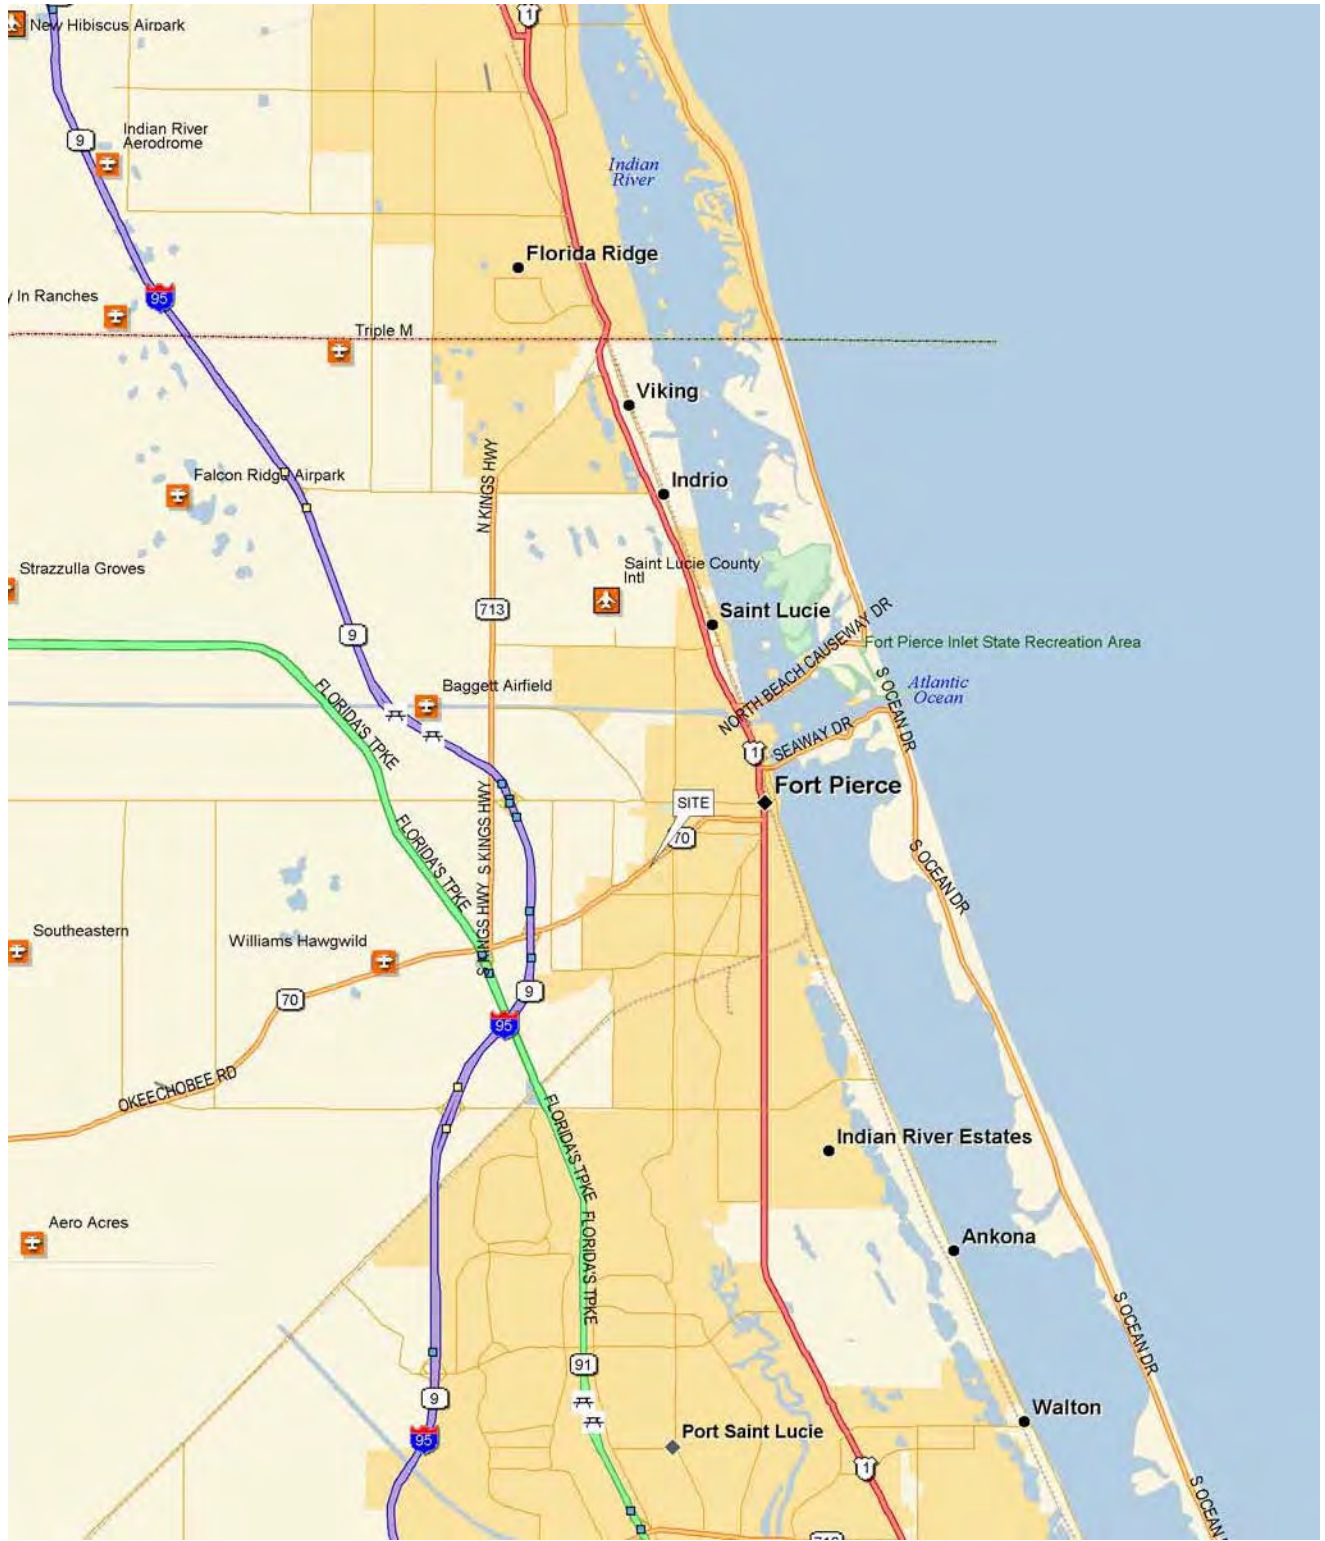 1
New Hibiscus Airpark
9
Indian River
Aerodrome
Indian
River
Florida Ridge
95
y In Ranches
Triple M
Viking
N KINGS HWY
Falcon Ridge Airpark
Indrio
Strazzulla Groves
Saint Lucie County
Intl
713
Saint Lucie
9
NORTH BEACH CAUSEWAY DR
Fort Pierce Inlet State Recreation Area
Baggett Airfield
S OCEAN DR
Atlantic
Ocean
FLORIDA'S TPKE
1
SEAWAY DR
Fort Pierce
SITE
S KINGS HWY
70
FLORIDA'S TPKE
S OCEAN DR
S KINGS HWY
Southeastern
Williams Hawgwild
70
9
95
OKEECHOBEE RD
FLORIDA'S TPKE
Indian River Estates
Aero Acres
FLORIDA'S TPKE
Ankona
S OCEAN DR
91
9
Walton
95
Port Saint Lucie
1
S OCEAN